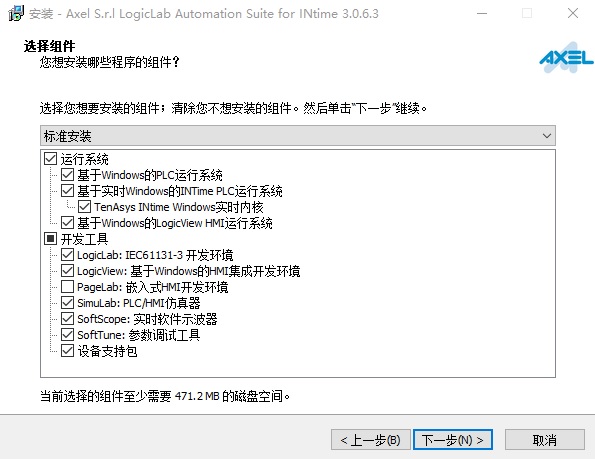 安装 - Axel S.r.l LogicLab Automation Suite for INtime 3.0.6.3
选择组件
您想安装哪些程序的组件？
AXEL
选择您想要安装的组件；清除您不想安装的组件。然后单击“下一步”继续。
标准安装
运行系统
基于Windows的PLC运行系统
基于实时Windows的INTime PLC运行系统
TenAsys INtime Windows实时内核
基于Windows的LogicView HMI运行系统
开发工具
LogicLab: IEC61131-3 开发环境
LogicView: 基于Windows的HMI集成开发环境
PageLab: 嵌入式HMI开发环境
SimuLab: PLC/HMI仿真器
SoftScope: 实时软件示波器
SoftTune: 参数调试工具
设备支持包
当前选择的组件至少需要 471.2 MB 的磁盘空间。
< 上一步(B) 下一步(N) > 取消